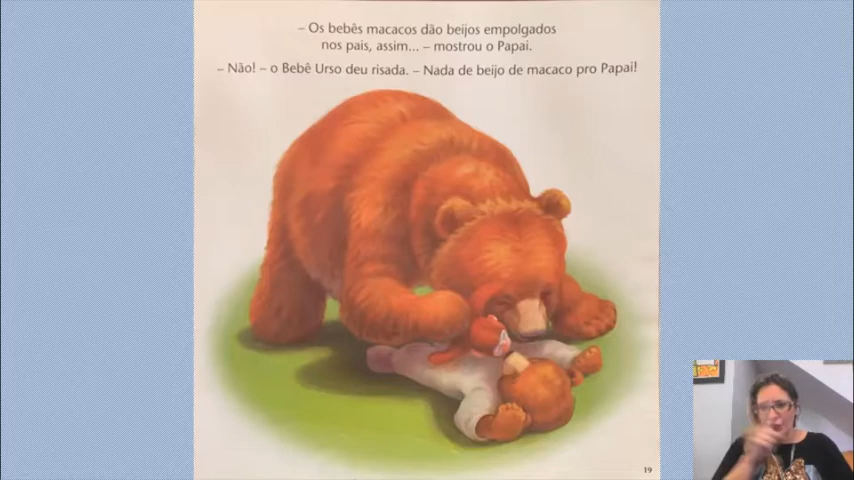 – Os bebês macacos dão beijos empolgados
nos pais, assim... – mostrou o Papai.
– Não! – o Bebê Urso deu risada. – Nada de beijo de macaco pro Papai!
19